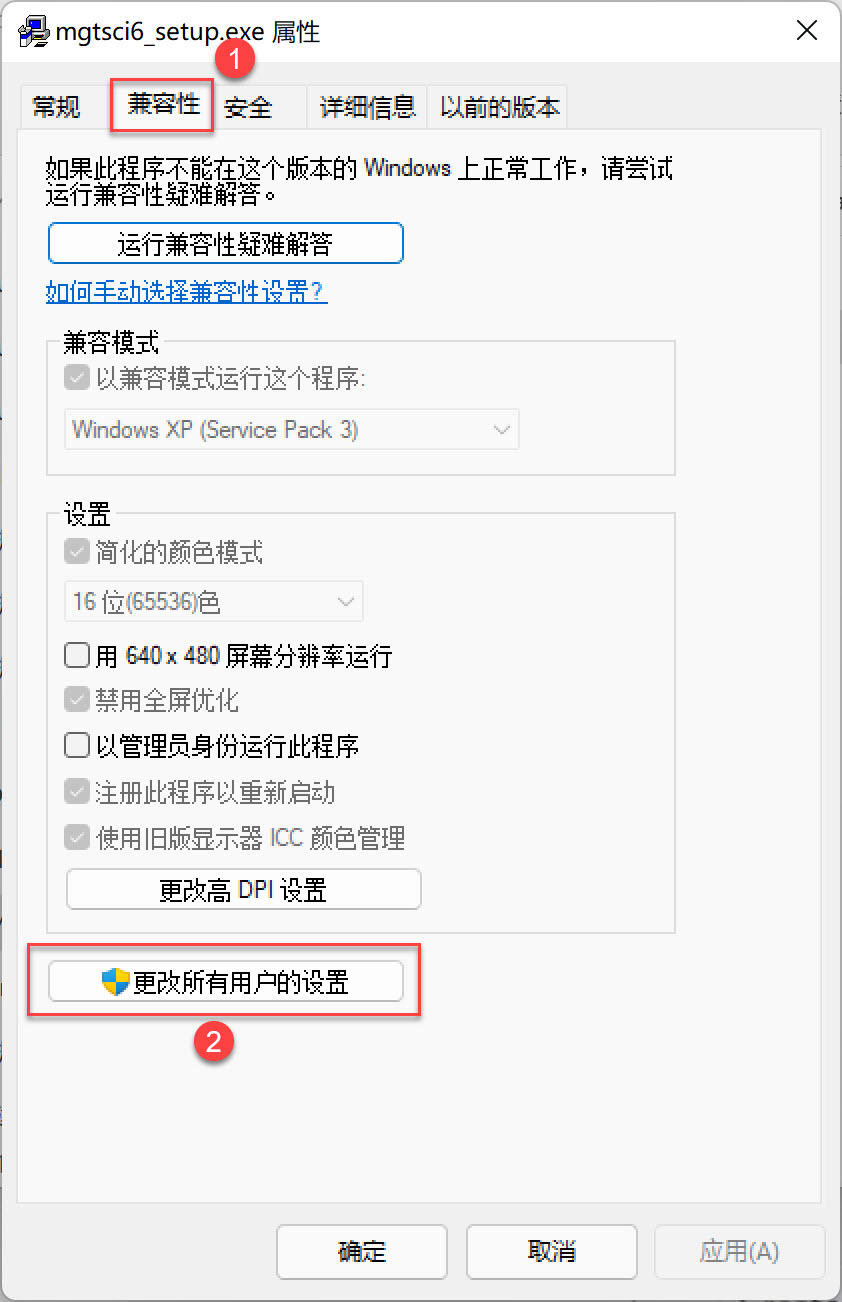 mgtsci6_setup.exe 属性
1
常规 兼容性 安全 详细信息 以前的版本
如果此程序不能在这个版本的 Windows 上正常工作，请尝试
运行兼容性疑难解答。
运行兼容性疑难解答
如何手动选择兼容性设置？
兼容模式
以兼容模式运行这个程序:
Windows XP (Service Pack 3)
设置
简化的颜色模式
16 位(65536)色
用 640 x 480 屏幕分辨率运行
禁用全屏优化
以管理员身份运行此程序
注册此程序以重新启动
使用旧版显示器 ICC 颜色管理
更改高 DPI 设置
更改所有用户的设置
2
确定 取消 应用(A)